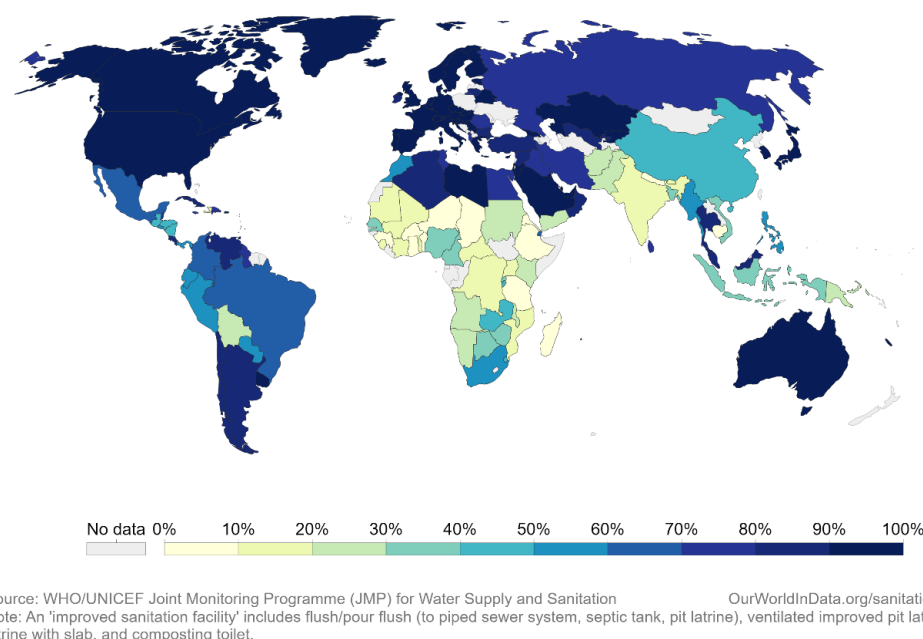 No data 0% 10% 20% 30% 40% 50% 60% 70% 80% 90% 100%
ource: WHO/UNICEF Joint Monitoring Programme (JMP) for Water Supply and Sanitation OurWorldInData.org/sanitati
ote: An 'improved sanitation facility' includes flush/pour flush (to piped sewer system, septic tank, pit latrine), ventilated improved pit lat
trine with slab, and composting toilet.